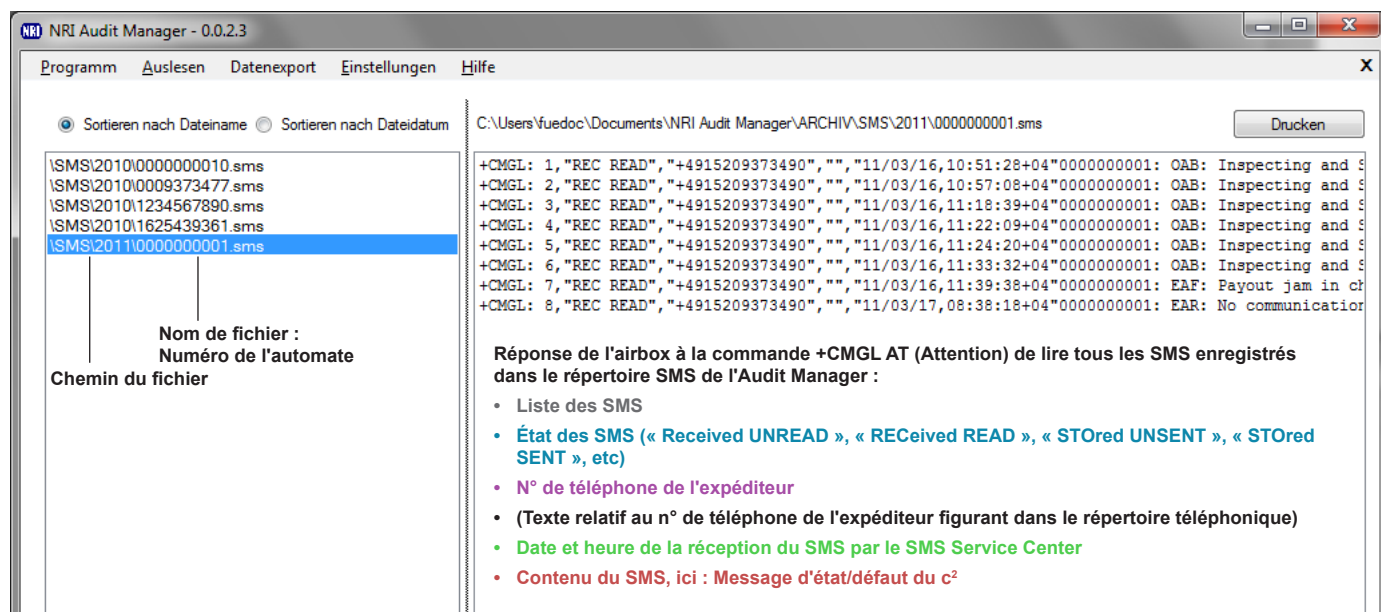 NRI Audit Manager - 0.0.2.3
Programm Auslesen Datenexport Einstellungen Hilfe X
Sortieren nach Dateiname Sortieren nach Dateidatum
\SMS\2010\0000000010.sms
\SMS\2010\0009373477.sms
\SMS\2010\1234567890.sms
\SMS\2010\1625439361.sms
\SMS\2011\0000000001.sms
Nom de fichier :
Numéro de l'automate
Chemin du fichier
C:\Users\fuedoc\Documents\NRI Audit Manager\ARCHIV\SMS\2011\0000000001.sms
Drucken
+CMGL: 1,"REC READ","+4915209373490","","11/03/16,10:51:28+04"0000000001: OAB: Inspecting and S
+CMGL: 2,"REC READ","+4915209373490","","11/03/16,10:57:08+04"0000000001: OAB: Inspecting and S
+CMGL: 3,"REC READ","+4915209373490","","11/03/16,11:18:39+04"0000000001: OAB: Inspecting and S
+CMGL: 4,"REC READ","+4915209373490","","11/03/16,11:22:09+04"0000000001: OAB: Inspecting and S
+CMGL: 5,"REC READ","+4915209373490","","11/03/16,11:24:20+04"0000000001: OAB: Inspecting and S
+CMGL: 6,"REC READ","+4915209373490","","11/03/16,11:33:32+04"0000000001: OAB: Inspecting and S
+CMGL: 7,"REC READ","+4915209373490","","11/03/16,11:39:38+04"0000000001: EAF: Payout jam in ch
+CMGL: 8,"REC READ","+4915209373490","","11/03/17,08:38:18+04"0000000001: EAR: No communication
Réponse de l'airbox à la commande +CMGL AT (Attention) de lire tous les SMS enregistrés
dans le répertoire SMS de l'Audit Manager :
• Liste des SMS
• État des SMS (« Received UNREAD », « RECeived READ », « STOred UNSENT », « STOred
SENT », etc)
• N° de téléphone de l'expéditeur
• (Texte relatif au n° de téléphone de l'expéditeur figurant dans le répertoire téléphonique)
• Date et heure de la réception du SMS par le SMS Service Center
• Contenu du SMS, ici : Message d'état/défaut du c²